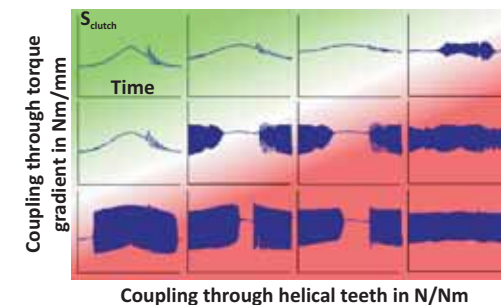 S_clutch
Time
Coupling through torque
gradient in Nm/mm
Coupling through helical teeth in N/Nm